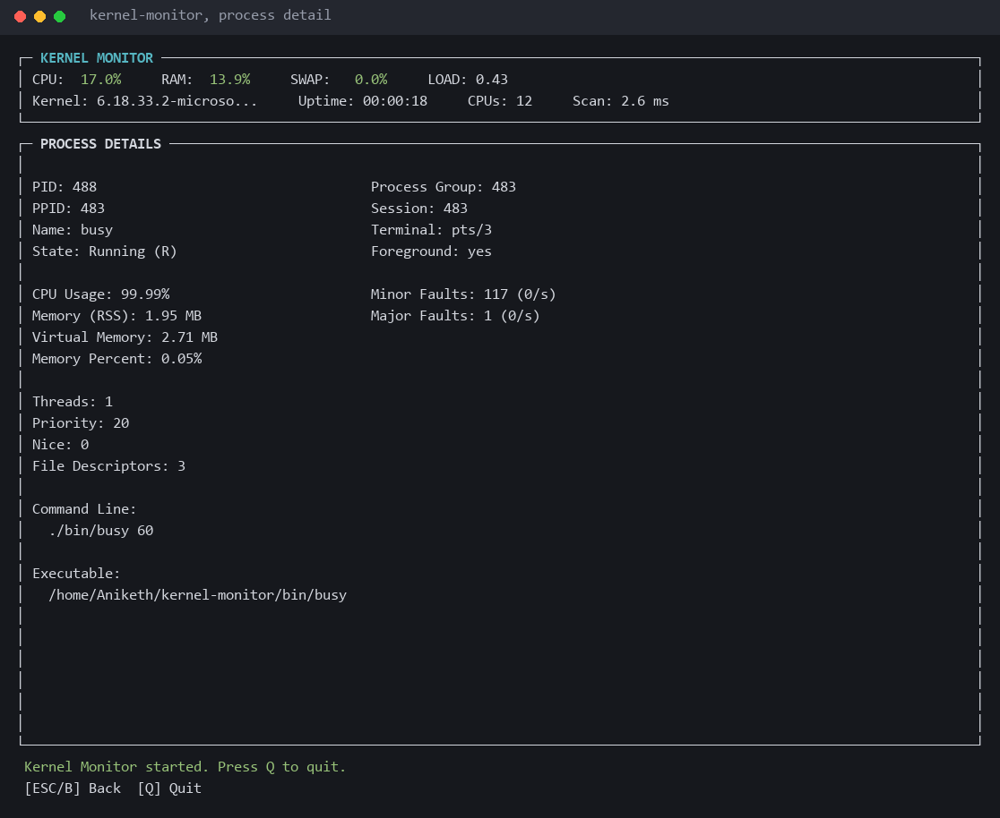 kernel-monitor, process detail
KERNEL MONITOR
CPU: 17.0% RAM: 13.9% SWAP: 0.0% LOAD: 0.43
Kernel: 6.18.33.2-microso... Uptime: 00:00:18 CPUs: 12 Scan: 2.6 ms
PROCESS DETAILS
PID: 488 Process Group: 483
PPID: 483 Session: 483
Name: busy Terminal: pts/3
State: Running (R) Foreground: yes
CPU Usage: 99.99% Minor Faults: 117 (0/s)
Memory (RSS): 1.95 MB Major Faults: 1 (0/s)
Virtual Memory: 2.71 MB
Memory Percent: 0.05%
Threads: 1
Priority: 20
Nice: 0
File Descriptors: 3
Command Line:
./bin/busy 60
Executable:
/home/Aniketh/kernel-monitor/bin/busy
Kernel Monitor started. Press Q to quit.
[ESC/B] Back [Q] Quit